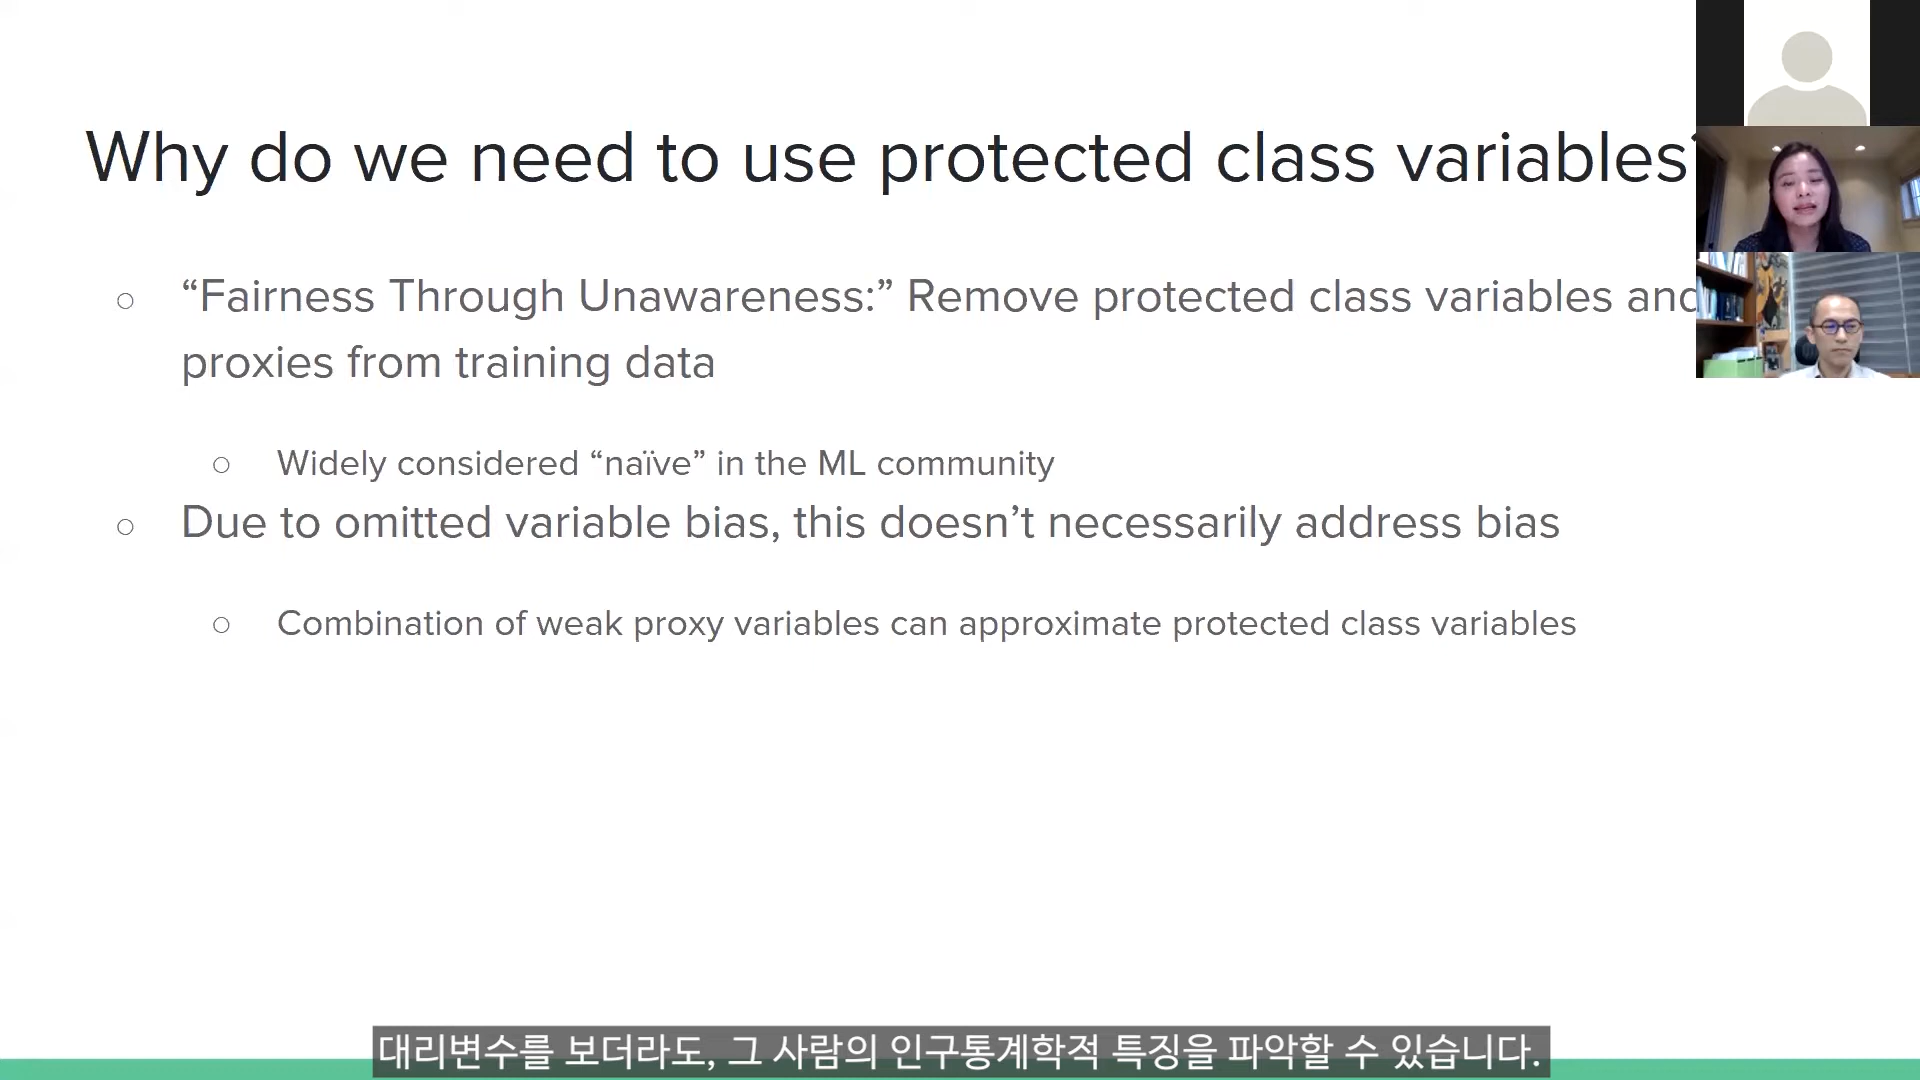 Why do we need to use protected class variables
“Fairness Through Unawareness:” Remove protected class variables and
proxies from training data
Widely considered “naïve” in the ML community
Due to omitted variable bias, this doesn’t necessarily address bias
Combination of weak proxy variables can approximate protected class variables
대리변수를 보더라도, 그 사람의 인구통계학적 특징을 파악할 수 있습니다.